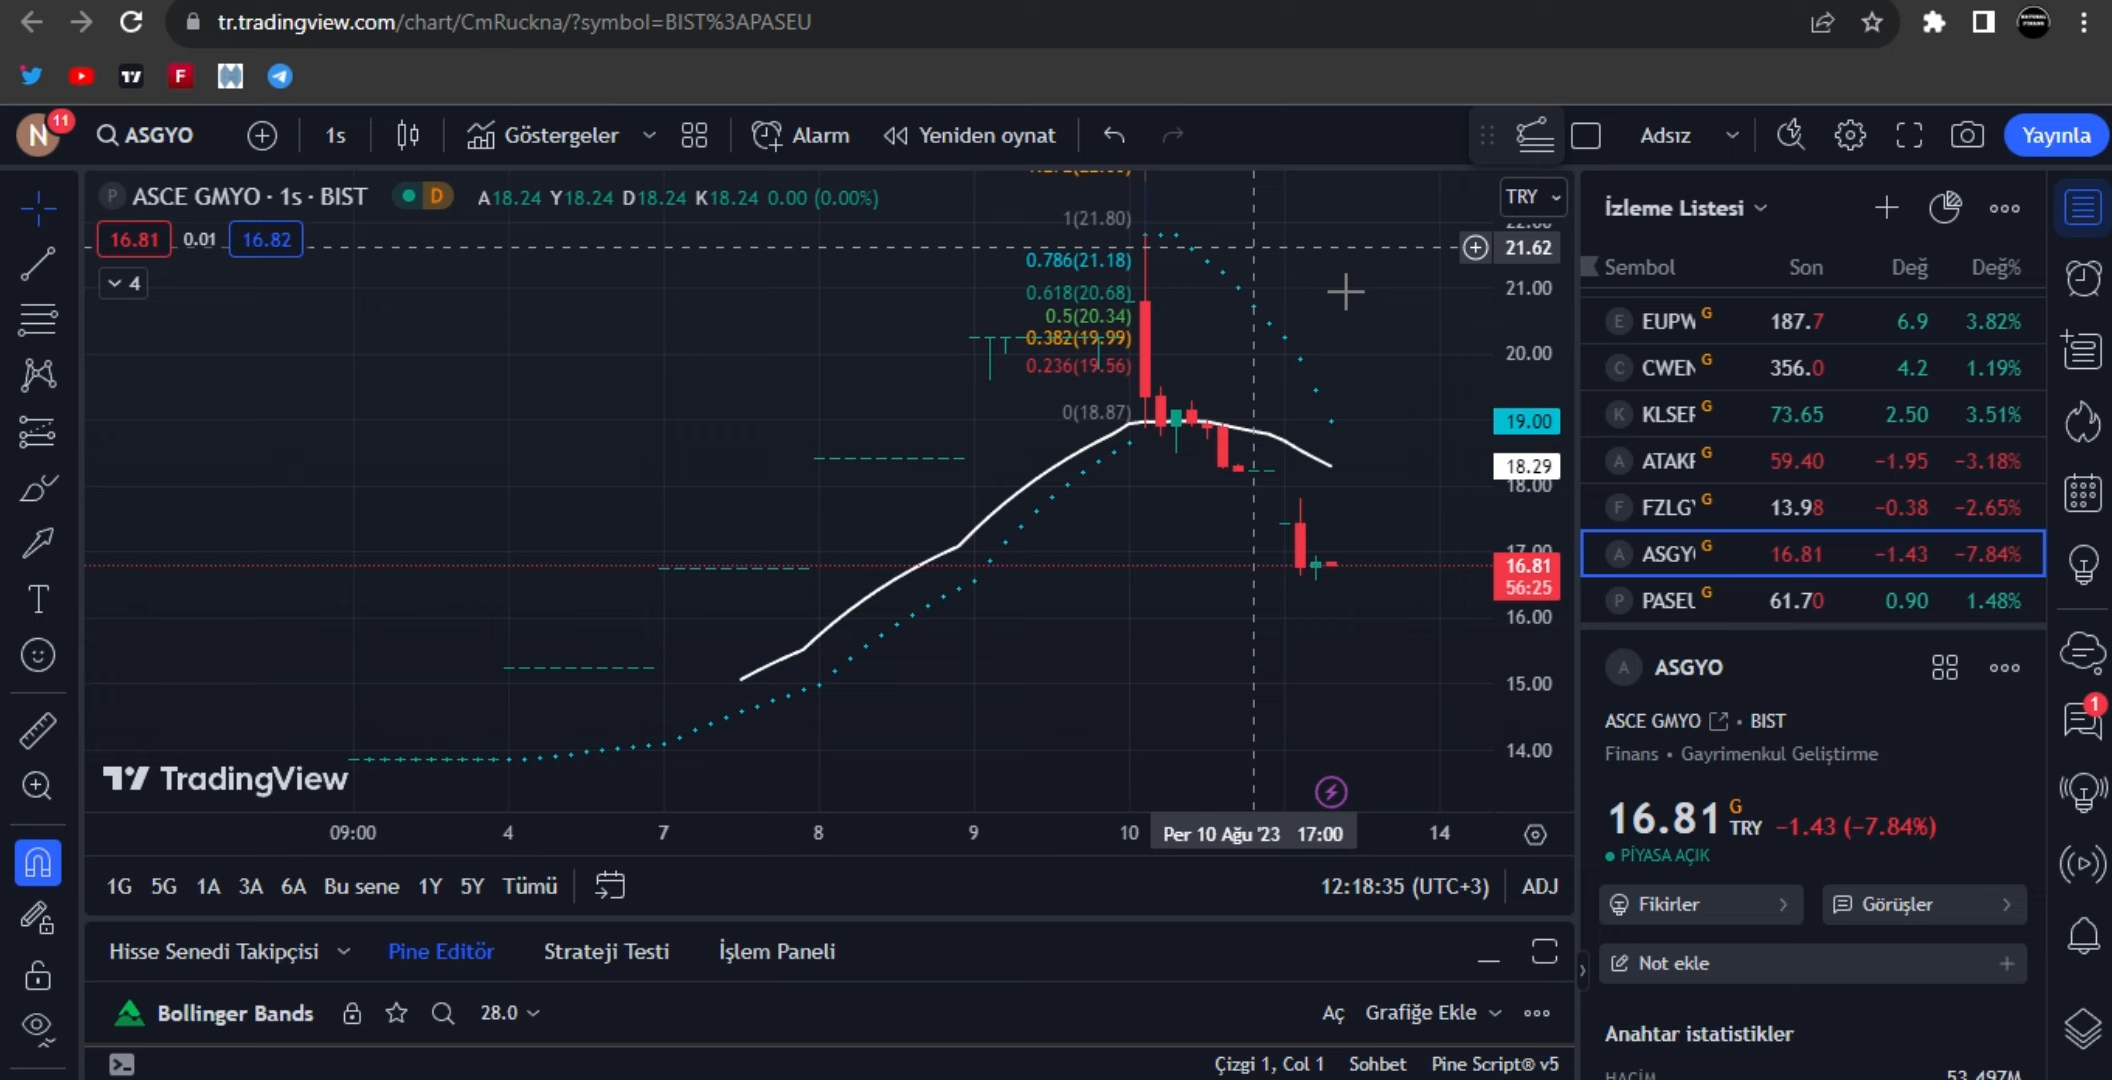 tr.tradingview.com/chart/CmRuckna/?symbol=BIST%3APASEU
F
N 11 ASGYO 1s Göstergeler Alarm Yeniden oynat Adsız Yayınla
P ASCE GMYO · 1s · BIST D A18.24 Y18.24 D18.24 K18.24 0.00 (0.00%) TRY
16.81 0.01 16.82
4
1(21.80)
0.786(21.18)
0.618(20.68)
0.5(20.34)
0.382(19.99)
0.236(19.56)
0(18.87)
22.00
21.62
21.00
20.00
19.00
18.29
18.00
17.00
16.81
56:25
16.00
15.00
14.00
TradingView
09:00 4 7 8 9 10 Per 10 Ağu '23 17:00 14
1G 5G 1A 3A 6A Bu sene 1Y 5Y Tümü 12:18:35 (UTC+3) ADJ
Hisse Senedi Takipçisi Pine Editör Strateji Testi İşlem Paneli
Bollinger Bands 28.0 Aç Grafiğe Ekle
Çizgi 1, Col 1 Sohbet Pine Script® v5
İzleme Listesi
Sembol Son Değ Değ%
E EUPW G 187.7 6.9 3.82%
C CWEN G 356.0 4.2 1.19%
K KLSER G 73.65 2.50 3.51%
A ATAKP G 59.40 −1.95 −3.18%
F FZLGY G 13.98 −0.38 −2.65%
A ASGY G 16.81 −1.43 −7.84%
P PASEU G 61.70 0.90 1.48%
A ASGYO
ASCE GMYO • BIST
Finans • Gayrimenkul Geliştirme
16.81 G TRY −1.43 (−7.84%)
PİYASA AÇIK
Fikirler Görüşler
Not ekle
Anahtar istatistikler
HACİM 53.497M
1